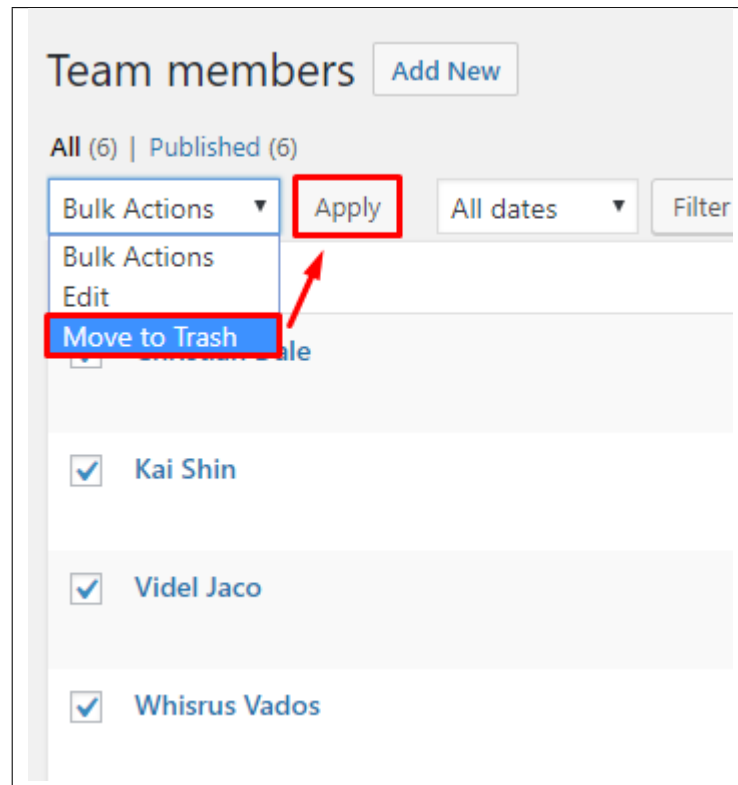 Team members Add New
All (6) | Published (6)
Bulk Actions Apply All dates Filter
Bulk Actions
Edit
Move to Trash
ale
Kai Shin
Videl Jaco
Whisrus Vados